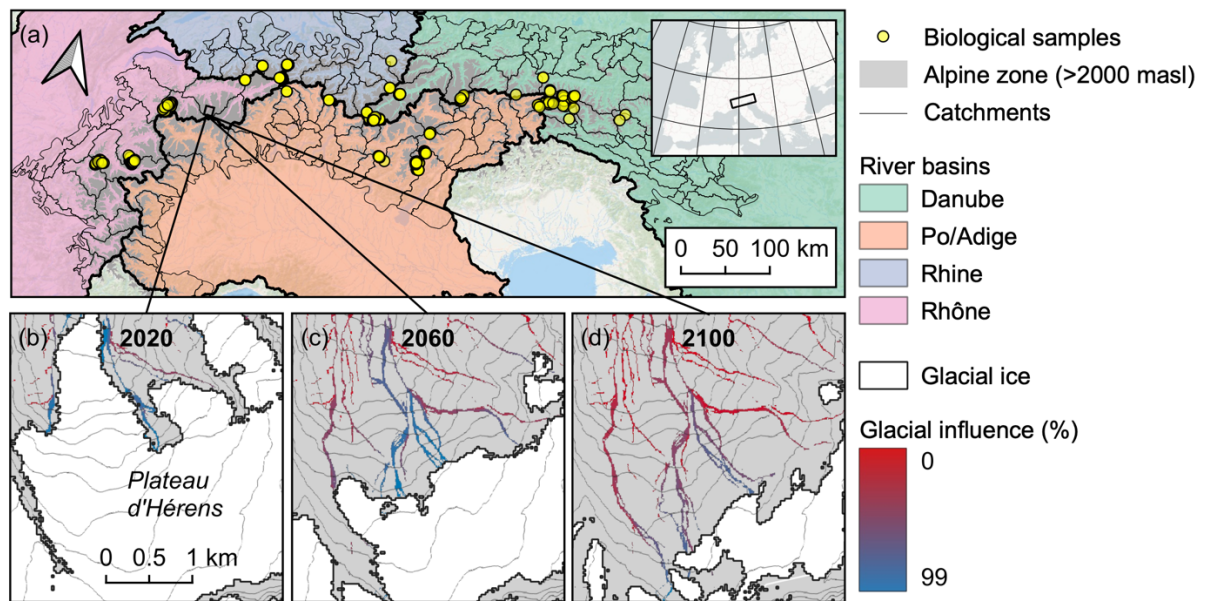 (a)
0 50 100 km
Biological samples
Alpine zone (>2000 masl)
Catchments
River basins
Danube
Po/Adige
Rhine
Rhône
Glacial ice
Glacial influence (%)
0
99
(b) 2020
Plateau
d'Hérens
0 0.5 1 km
(c) 2060
(d) 2100